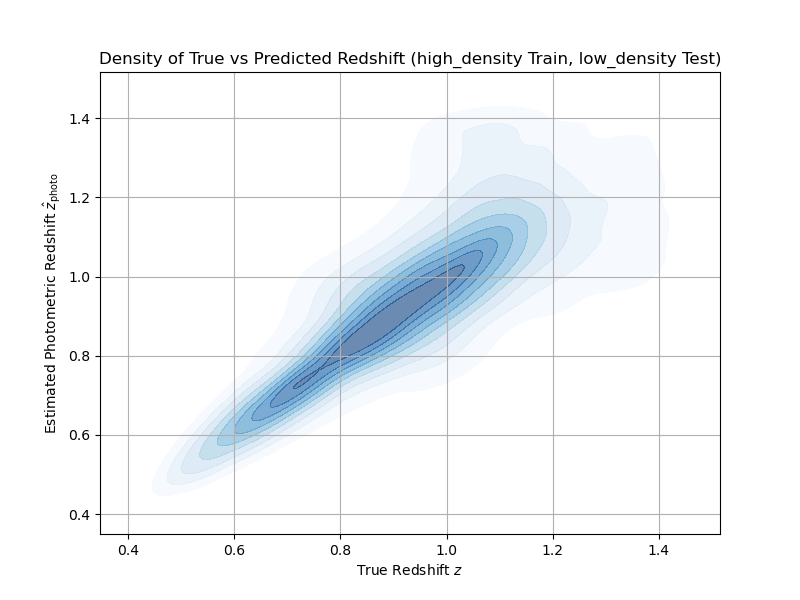 Density of True vs Predicted Redshift (high_density Train, low_density Test)
Estimated Photometric Redshift ẑ_photo
1.4
1.2
1.0
0.8
0.6
0.4
0.4 0.6 0.8 1.0 1.2 1.4
True Redshift z